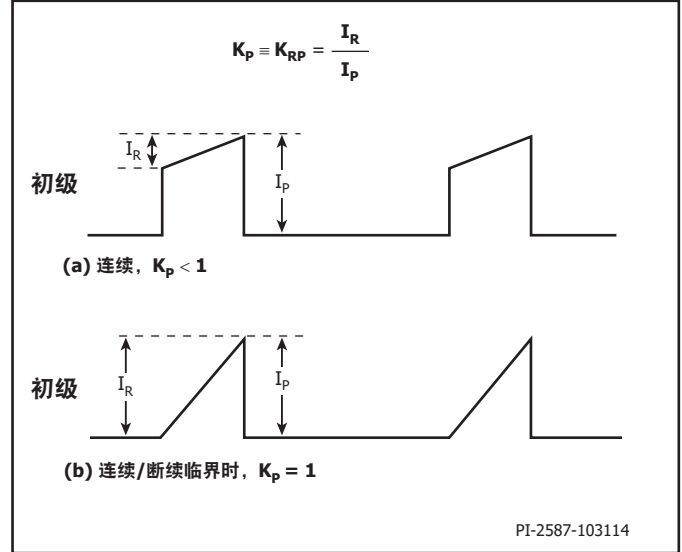 K_P ≡ K_RP = I_R / I_P
I_R
I_P
初级
(a) 连续，K_P < 1
I_R
I_P
初级
(b) 连续/断续临界时，K_P = 1
PI-2587-103114